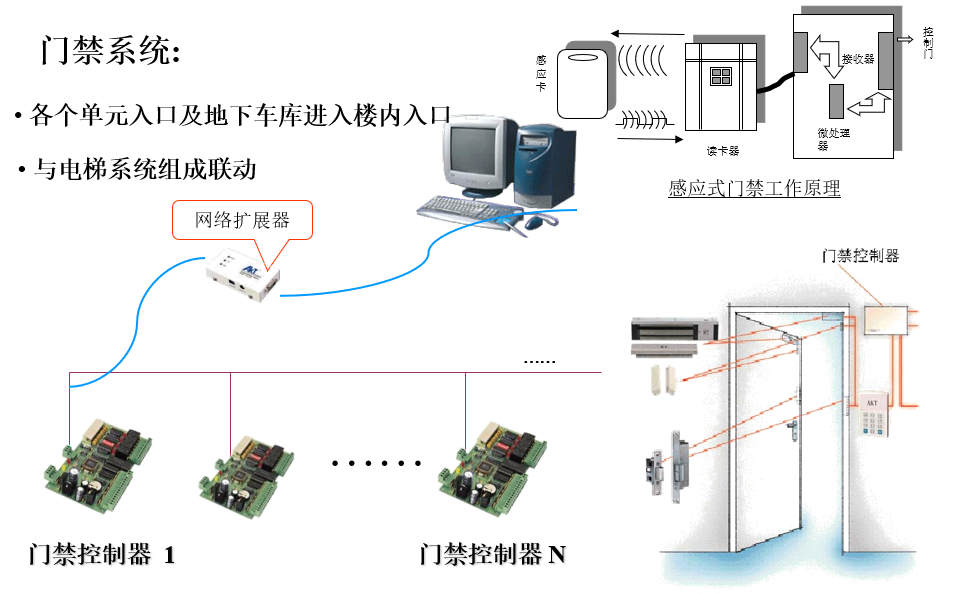 门禁系统:
• 各个单元入口及地下车库进入楼内入口
• 与电梯系统组成联动
感应卡
读卡器
接收器
微处理
器
控制门
感应式门禁工作原理
网络扩展器
AKT
门禁控制器
AKT
......
• • • • • •
门禁控制器 1
门禁控制器 N